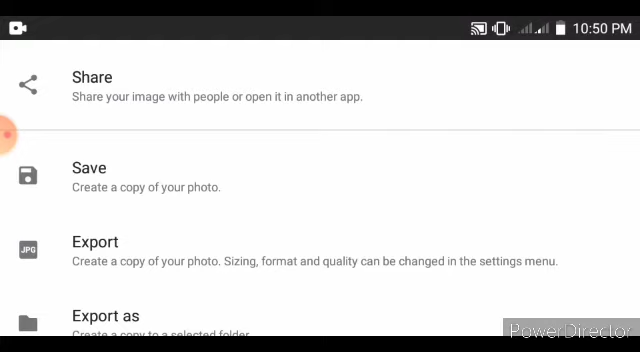 10:50 PM
Share
Share your image with people or open it in another app.
Save
Create a copy of your photo.
JPG
Export
Create a copy of your photo. Sizing, format and quality can be changed in the settings menu.
Export as
Create a copy to a selected folder
PowerDirector